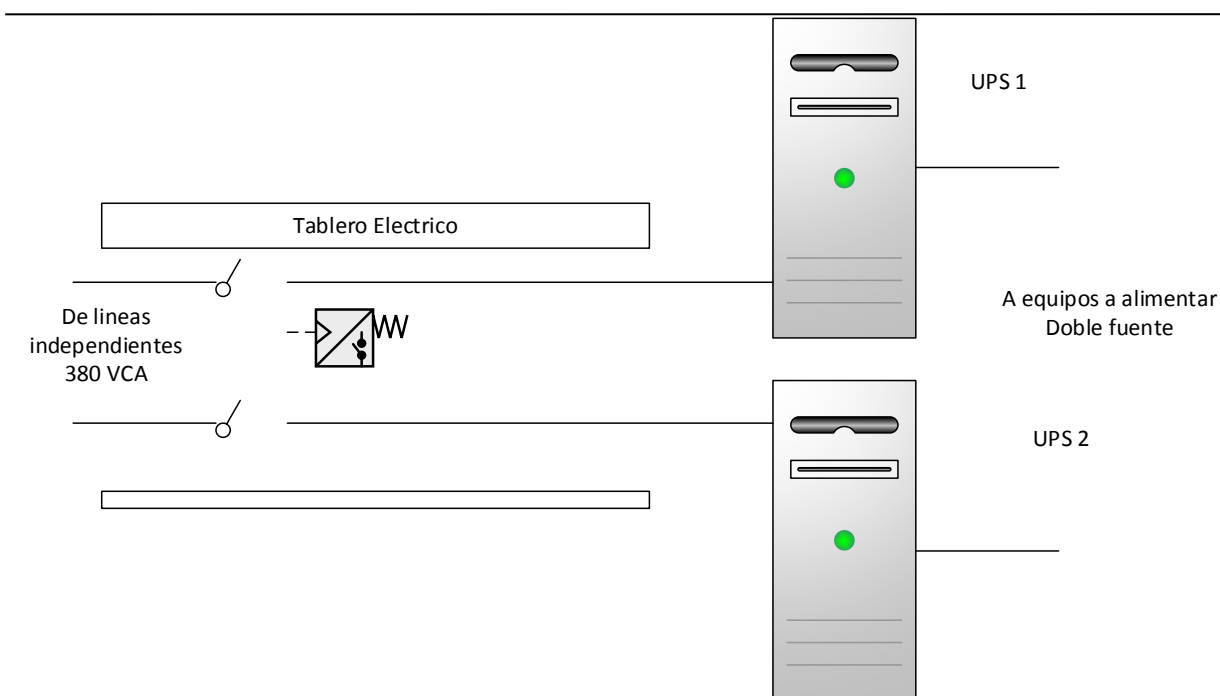 UPS 1
Tablero Electrico
De lineas
independientes
380 VCA
A equipos a alimentar
Doble fuente
UPS 2